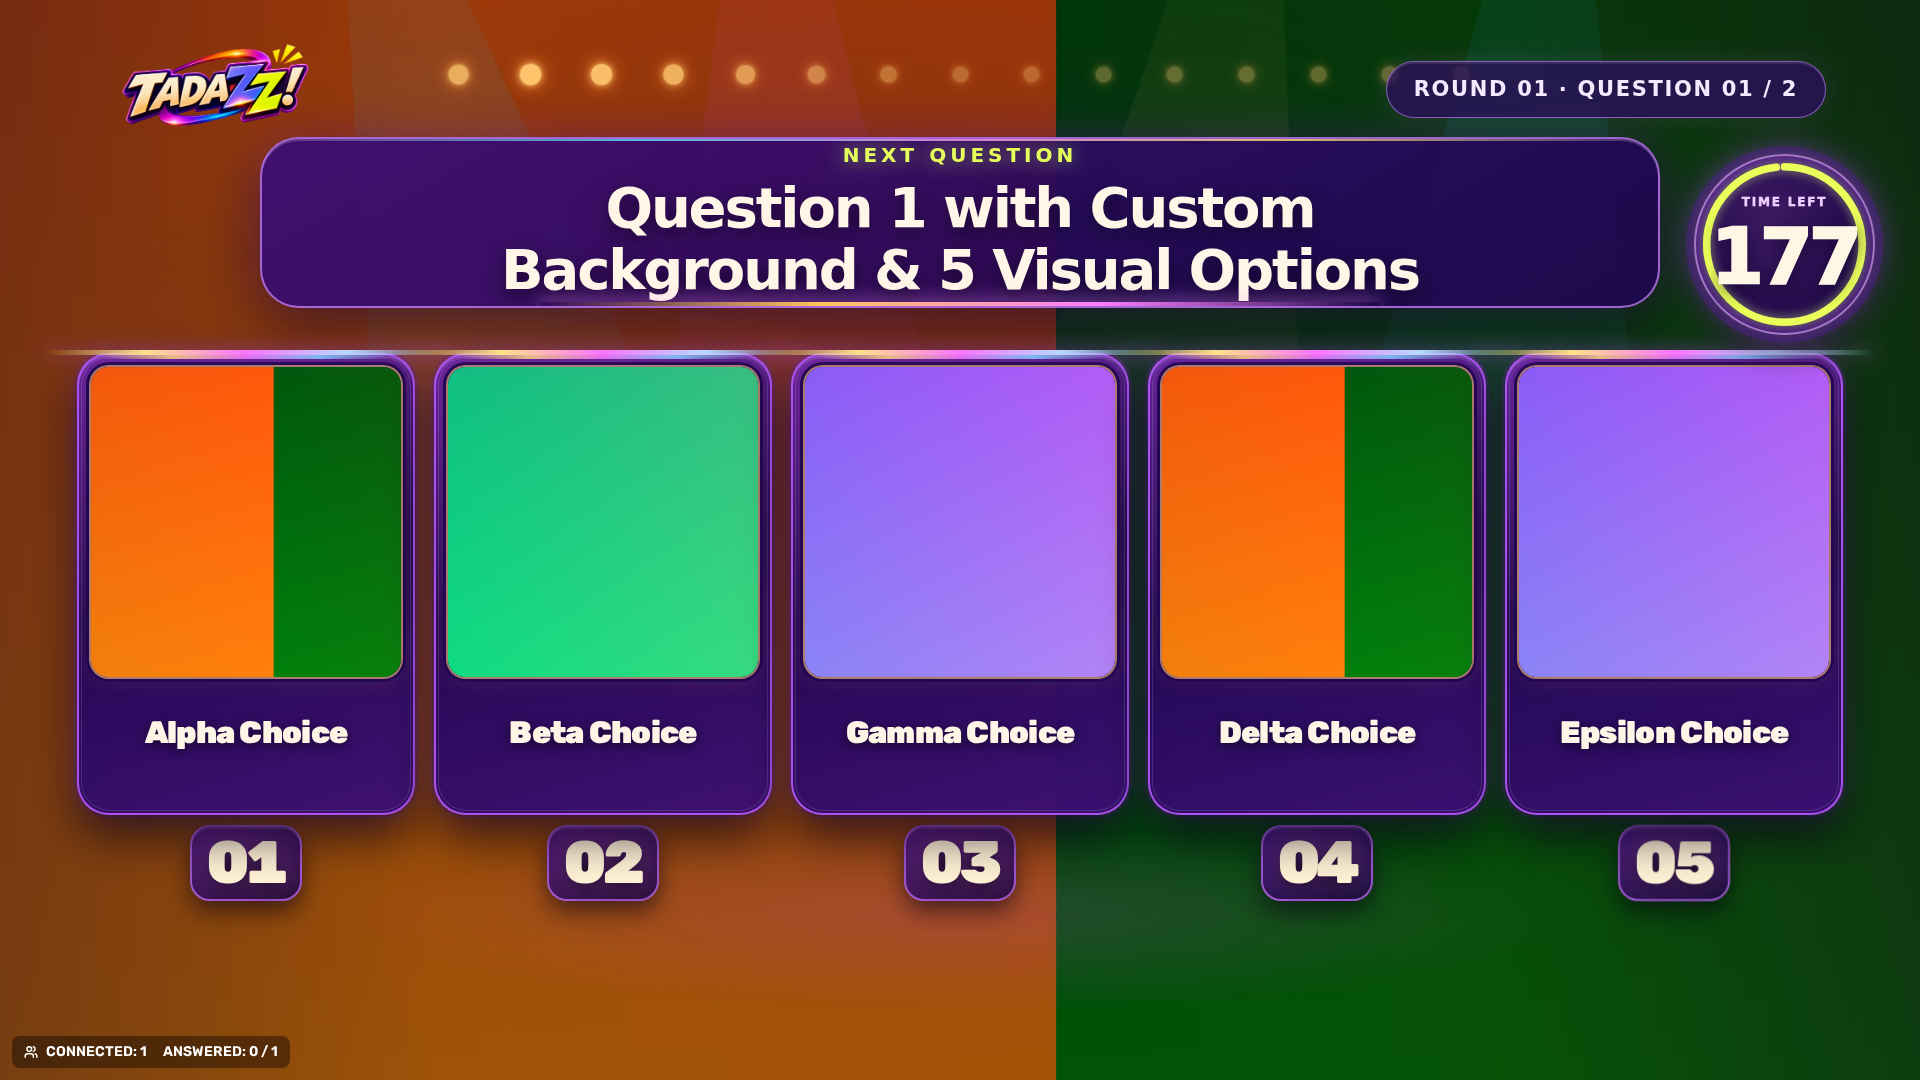 TADAZZ!
ROUND 01 · QUESTION 01 / 2
NEXT QUESTION
Question 1 with Custom
Background & 5 Visual Options
TIME LEFT
177
Alpha Choice
Beta Choice
Gamma Choice
Delta Choice
Epsilon Choice
01
02
03
04
05
CONNECTED: 1 ANSWERED: 0 / 1